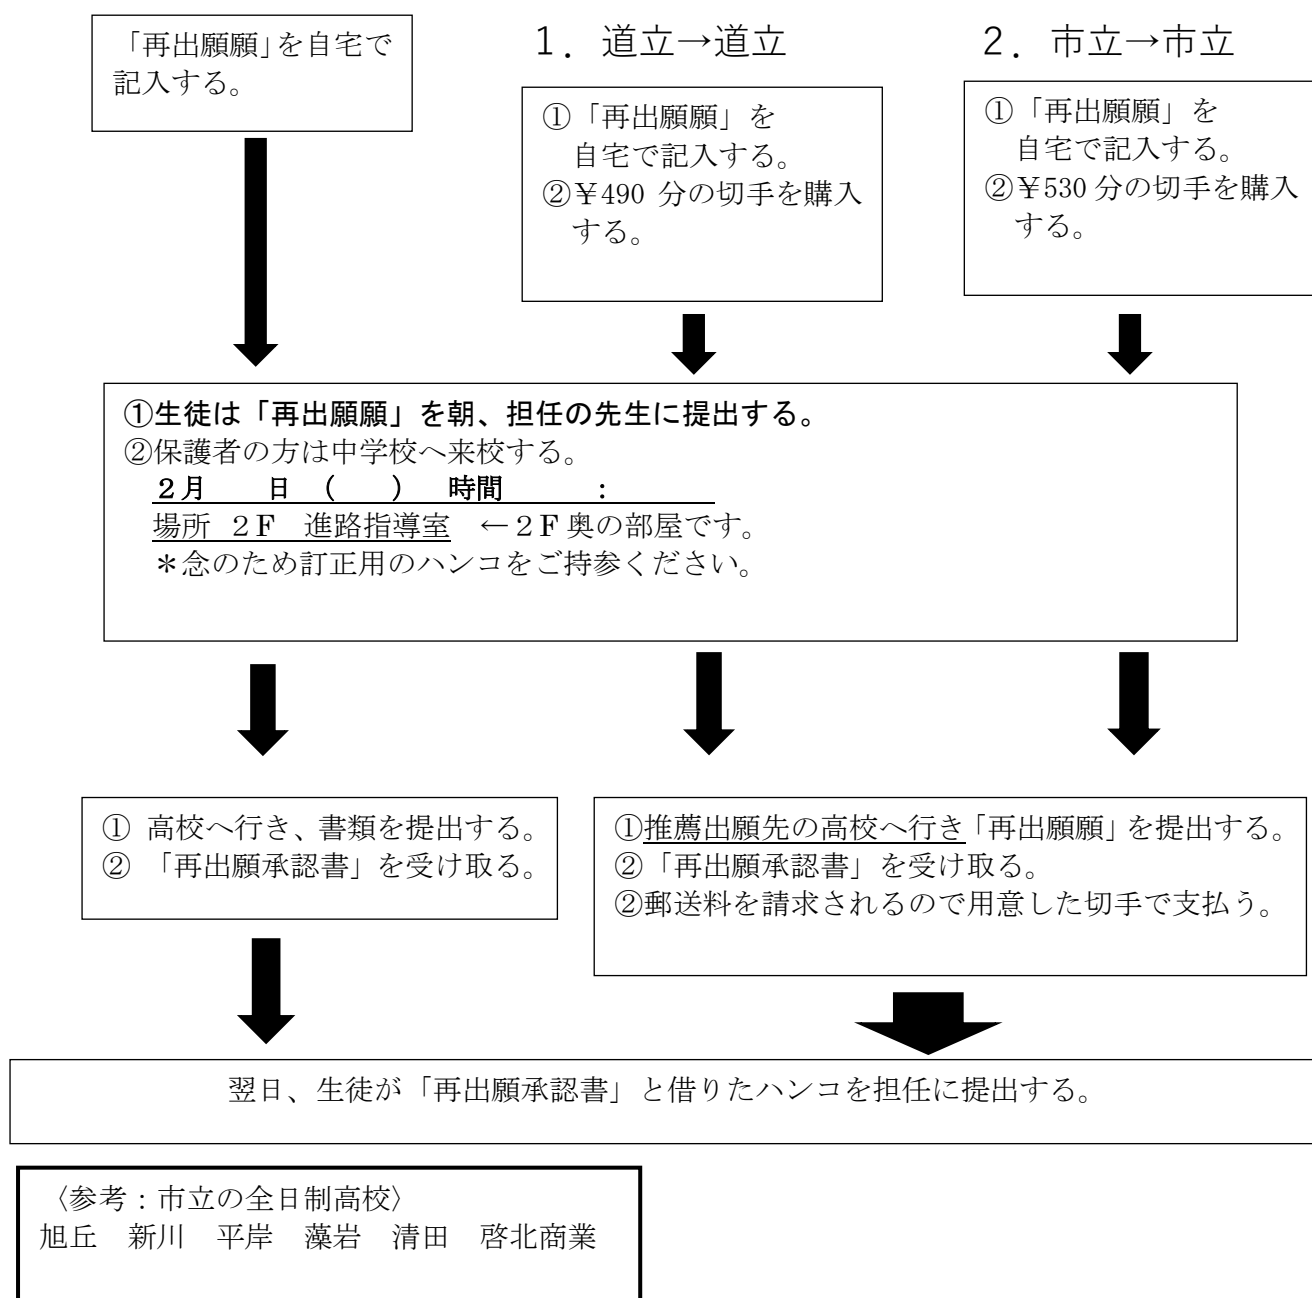 「再出願願」を自宅で
記入する。
１．道立→道立
①「再出願願」を
自宅で記入する。
②￥490 分の切手を購入
する。
２．市立→市立
①「再出願願」を
自宅で記入する。
②￥530 分の切手を購入
する。
①生徒は「再出願願」を朝、担任の先生に提出する。
②保護者の方は中学校へ来校する。
２月　　日　(　　)　時間　　　:
場所　２F　進路指導室　←２F 奥の部屋です。
＊念のため訂正用のハンコをご持参ください。
① 高校へ行き、書類を提出する。
② 「再出願承認書」を受け取る。
①推薦出願先の高校へ行き「再出願願」を提出する。
②「再出願承認書」を受け取る。
②郵送料を請求されるので用意した切手で支払う。
翌日、生徒が「再出願承認書」と借りたハンコを担任に提出する。
〈参考：市立の全日制高校〉
旭丘　新川　平岸　藻岩　清田　啓北商業